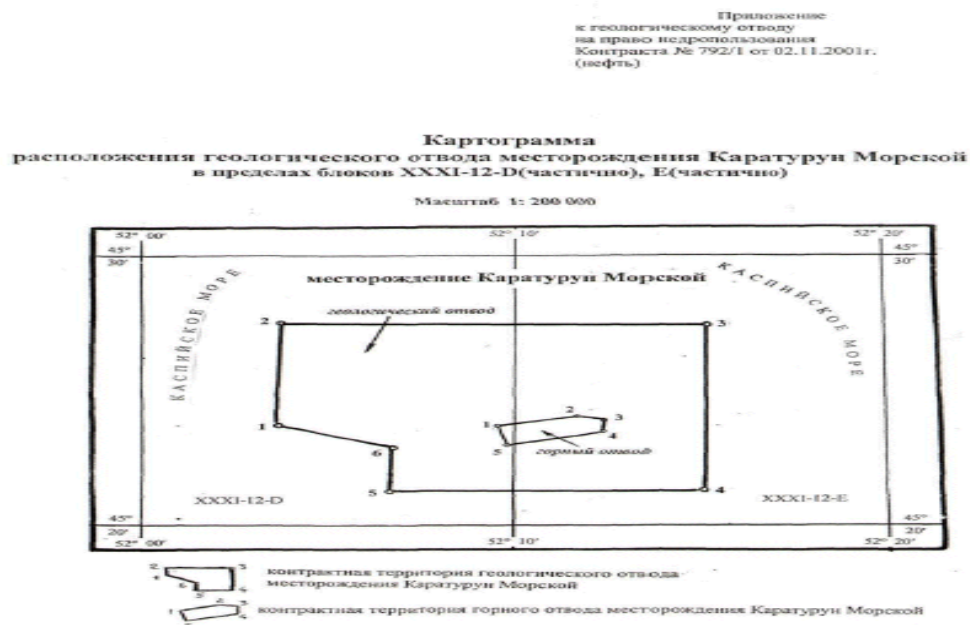 Приложение
к геологическому отводу
на право недропользования
Контракта № 792/1 от 02.11.2001г.
(нефть)
Картограмма
расположения геологического отвода месторождения Каратурун Морской
в пределах блоков XXXI-12-D(частично), E(частично)
Масштаб 1: 200 000
52° 00' 52° 10' 52° 20'
45° 45°
30' 30'
месторождение Каратурун Морской
КАСПИЙСКОЕ МОРЕ
КАСПИЙСКОЕ МОРЕ
геологический отвод
2 3
1 2 3
1 4
6 5 горный отвод
5 4
XXXI-12-D XXXI-12-E
45° 45°
20' 20'
52° 00' 52° 10' 52° 20'
2 3
контрактная территория геологического отвода
месторождения Каратурун Морской
1 контрактная территория горного отвода месторождения Каратурун Морской